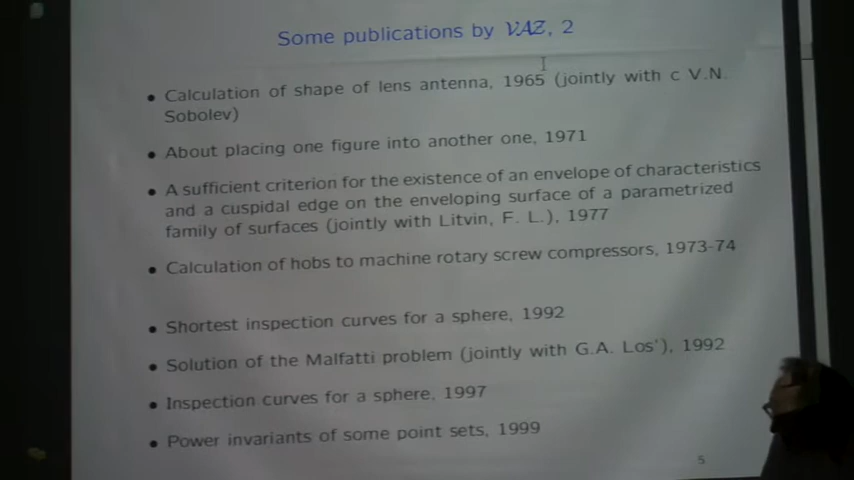 Some publications by VAZ, 2
• Calculation of shape of lens antenna, 1965 (jointly with c V.N.
Sobolev)
• About placing one figure into another one, 1971
• A sufficient criterion for the existence of an envelope of characteristics
and a cuspidal edge on the enveloping surface of a parametrized
family of surfaces (jointly with Litvin, F. L.), 1977
• Calculation of hobs to machine rotary screw compressors, 1973-74
• Shortest inspection curves for a sphere, 1992
• Solution of the Malfatti problem (jointly with G.A. Los'), 1992
• Inspection curves for a sphere, 1997
• Power invariants of some point sets, 1999
5